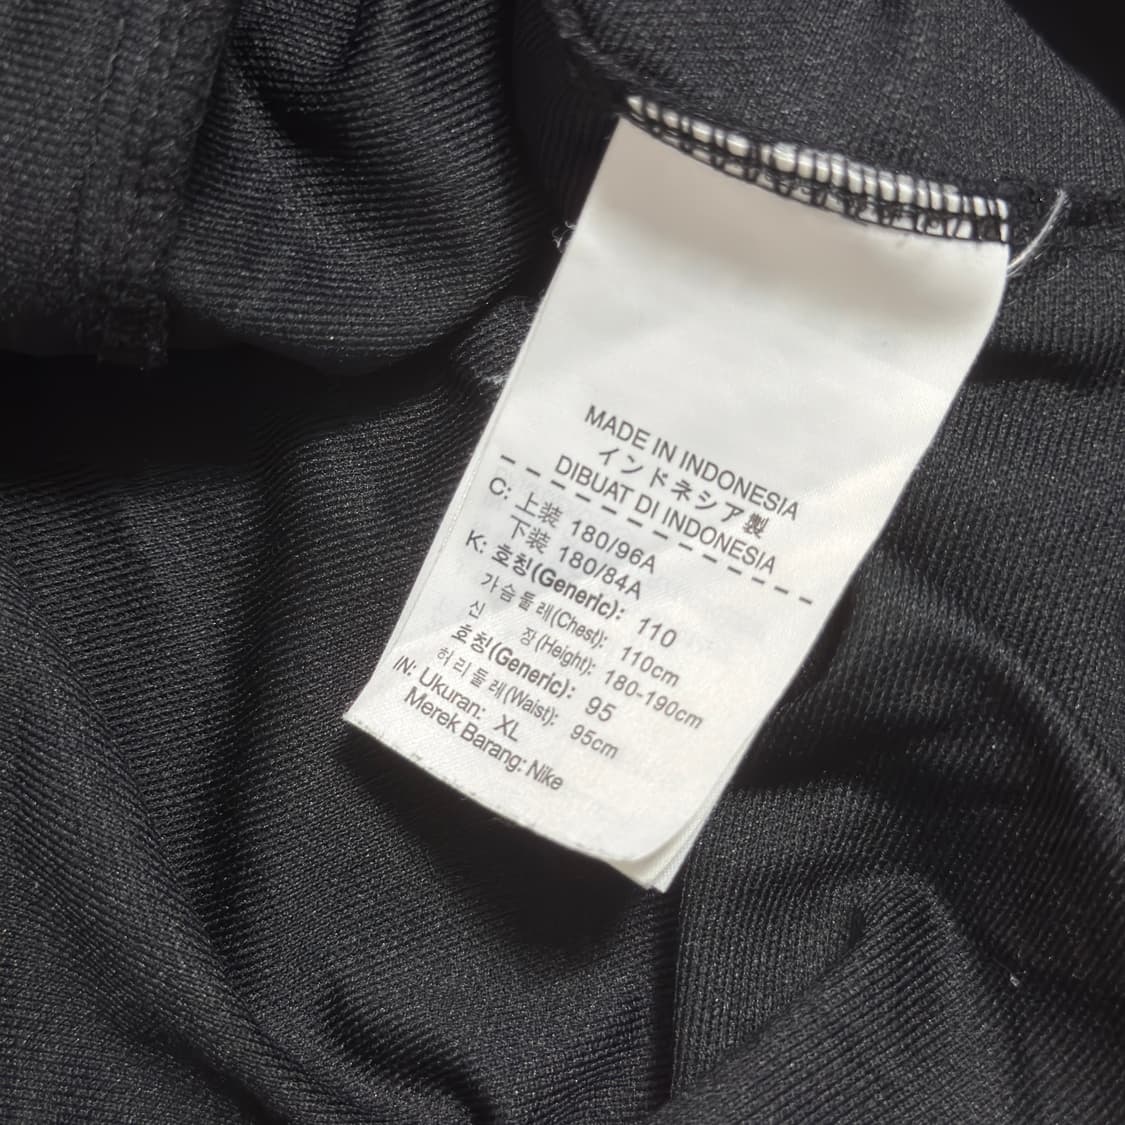 MADE IN INDONESIA
インドネシア製
DIBUAT DI INDONESIA
C: 上装 180/96A
下装 180/84A
K: 호칭(Generic): 110
가슴둘레(Chest): 110cm
신 장(Height): 180-190cm
호칭(Generic): 95
허리둘레(Waist): 95cm
IN: Ukuran: XL
Merek Barang: Nike